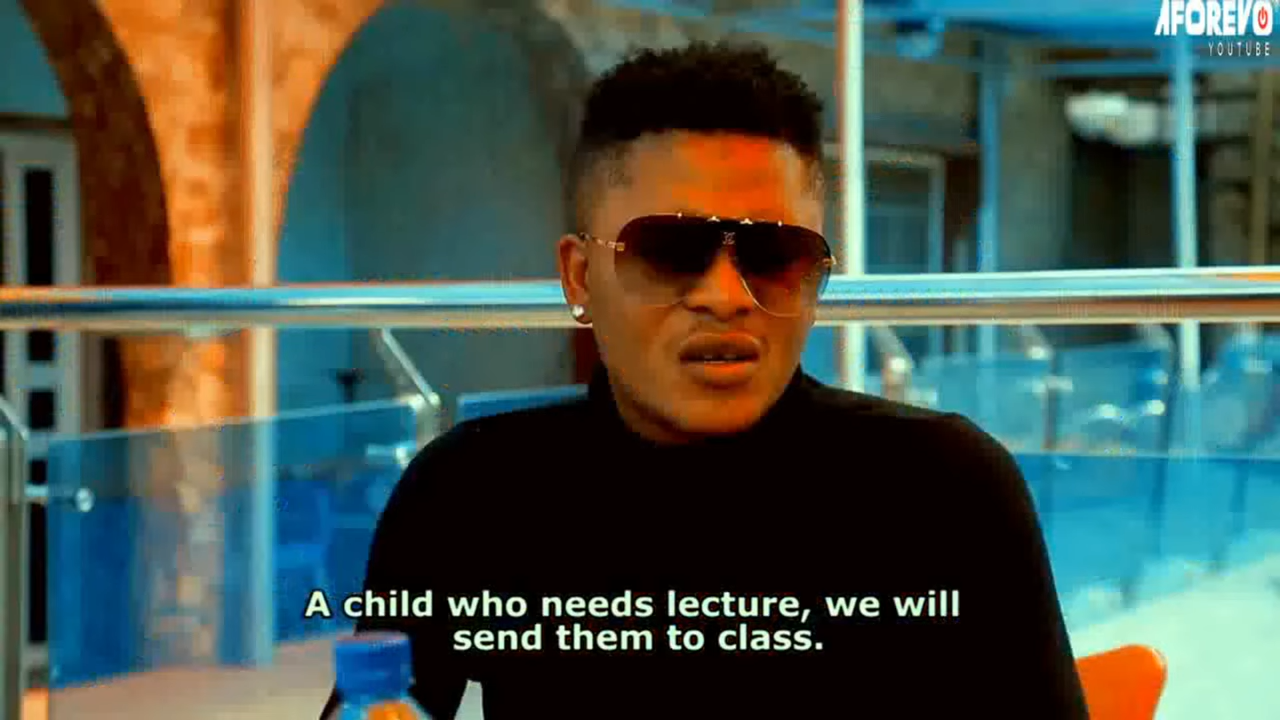 AFOREVO
YOUTUBE
A child who needs lecture, we will
send them to class.